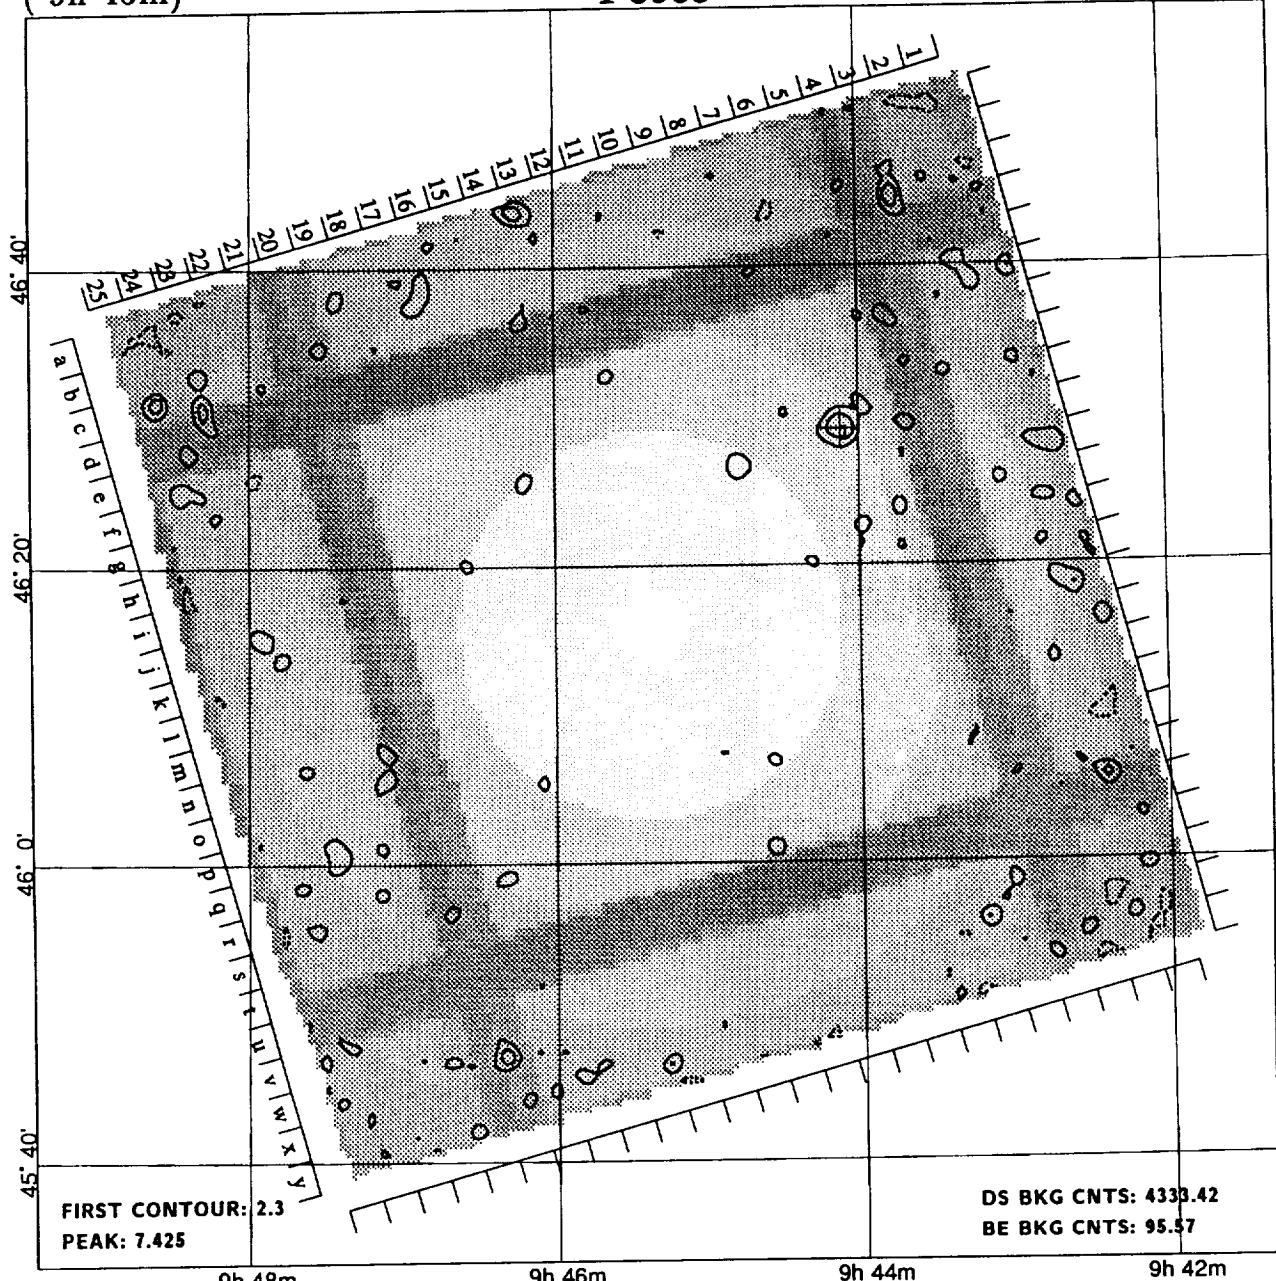 1 2 3 4 5 6 7 8 9 10 11 12 13 14 15 16 17 18 19 20 21 22 23 24 25
46° 40'
a b c d e f g h i j k l m n o p q r s t u v w x y
46° 20'
46° 0'
45° 40'
FIRST CONTOUR: 2.3
PEAK: 7.425
DS BKG CNTS: 4333.42
BE BKG CNTS: 95.57
9h 48m 9h 46m 9h 44m 9h 42m